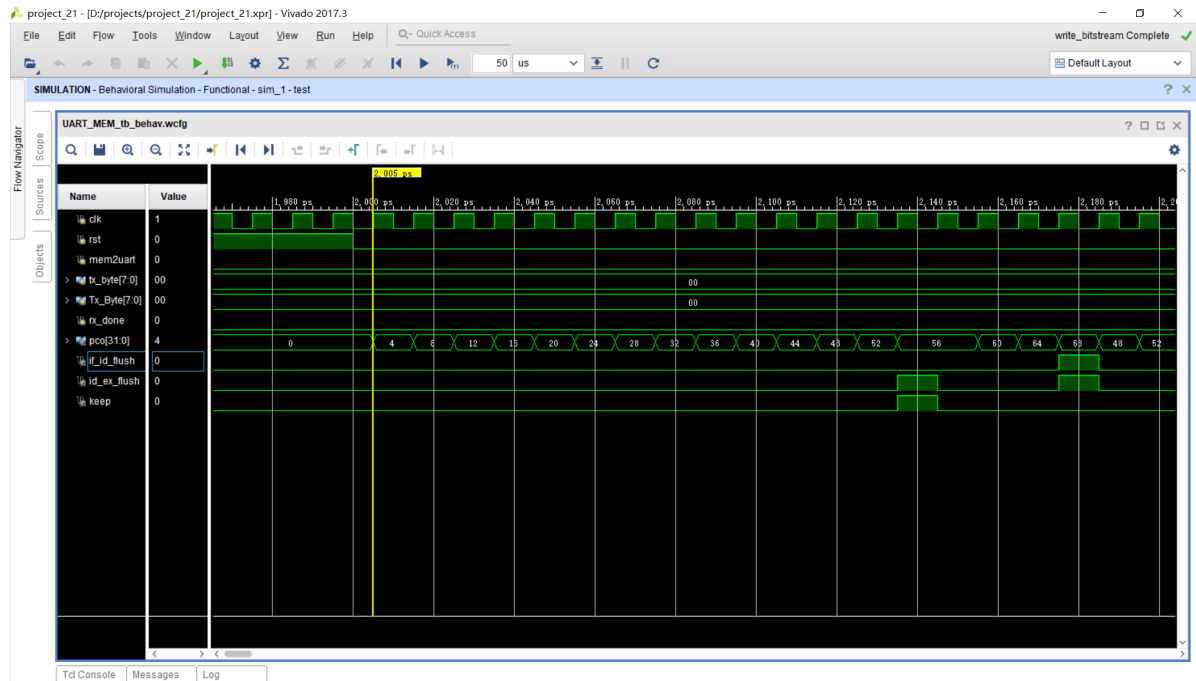 project_21 - [D:/projects/project_21/project_21.xpr] - Vivado 2017.3
File Edit Flow Tools Window Layout View Run Help Q- Quick Access write_bitstream Complete
50 us Default Layout
SIMULATION - Behavioral Simulation - Functional - sim_1 - test
Flow Navigator
Scope
Sources
Objects
UART_MEM_tb_behav.wcfg
2,005 ps
Name Value
1,980 ps 2,000 ps 2,020 ps 2,040 ps 2,060 ps 2,080 ps 2,100 ps 2,120 ps 2,140 ps 2,160 ps 2,180 ps 2,2
clk 1
rst 0
mem2uart 0
tx_byte[7:0] 00 00
Tx_Byte[7:0] 00 00
rx_done 0
pco[31:0] 4 0 4 8 12 16 20 24 28 32 36 40 44 48 52 56 60 64 68 48 52
if_id_flush 0
id_ex_flush 0
keep 0
Tcl Console Messages Log